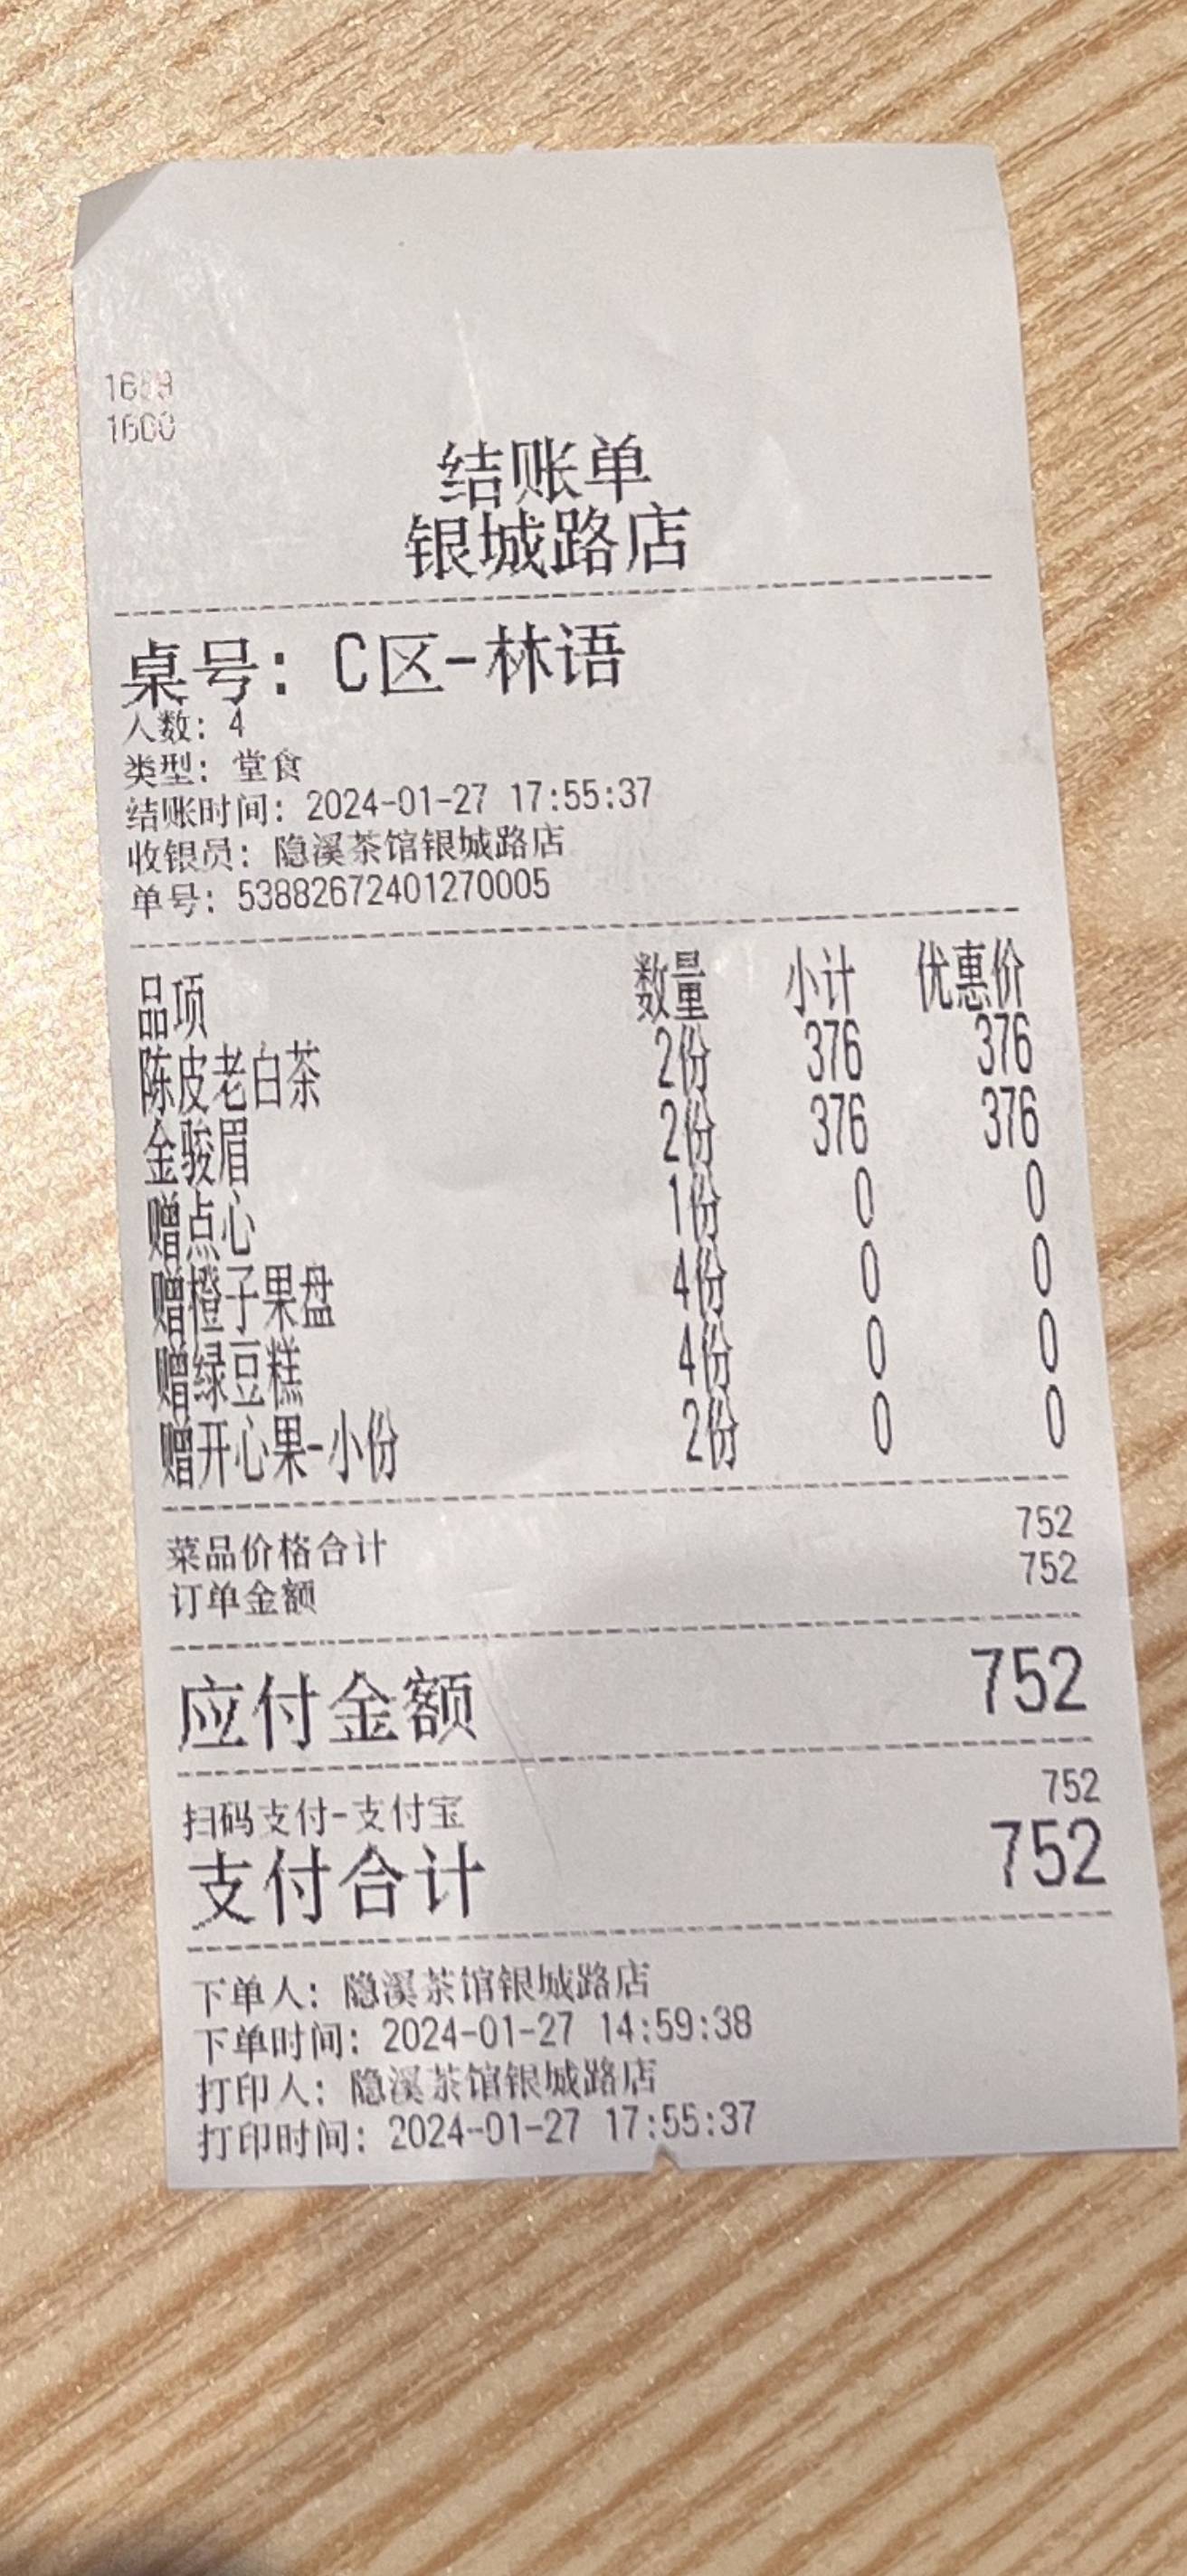 结账单
银城路店
桌号: C区-林语
人数: 4
类型: 堂食
结账时间: 2024-01-27 17:55:37
收银员: 隐溪茶馆银城路店
单号: 53882672401270005
品项 数量 小计 优惠价
陈皮老白茶 2份 376 376
金骏眉 2份 376 376
赠点心 1份 0 0
赠橙子果盘 4份 0 0
赠绿豆糕 4份 0 0
赠开心果-小份 2份 0 0
菜品价格合计 752
订单金额 752
应付金额 752
扫码支付-支付宝 752
支付合计 752
下单人: 隐溪茶馆银城路店
下单时间: 2024-01-27 14:59:38
打印人: 隐溪茶馆银城路店
打印时间: 2024-01-27 17:55:37